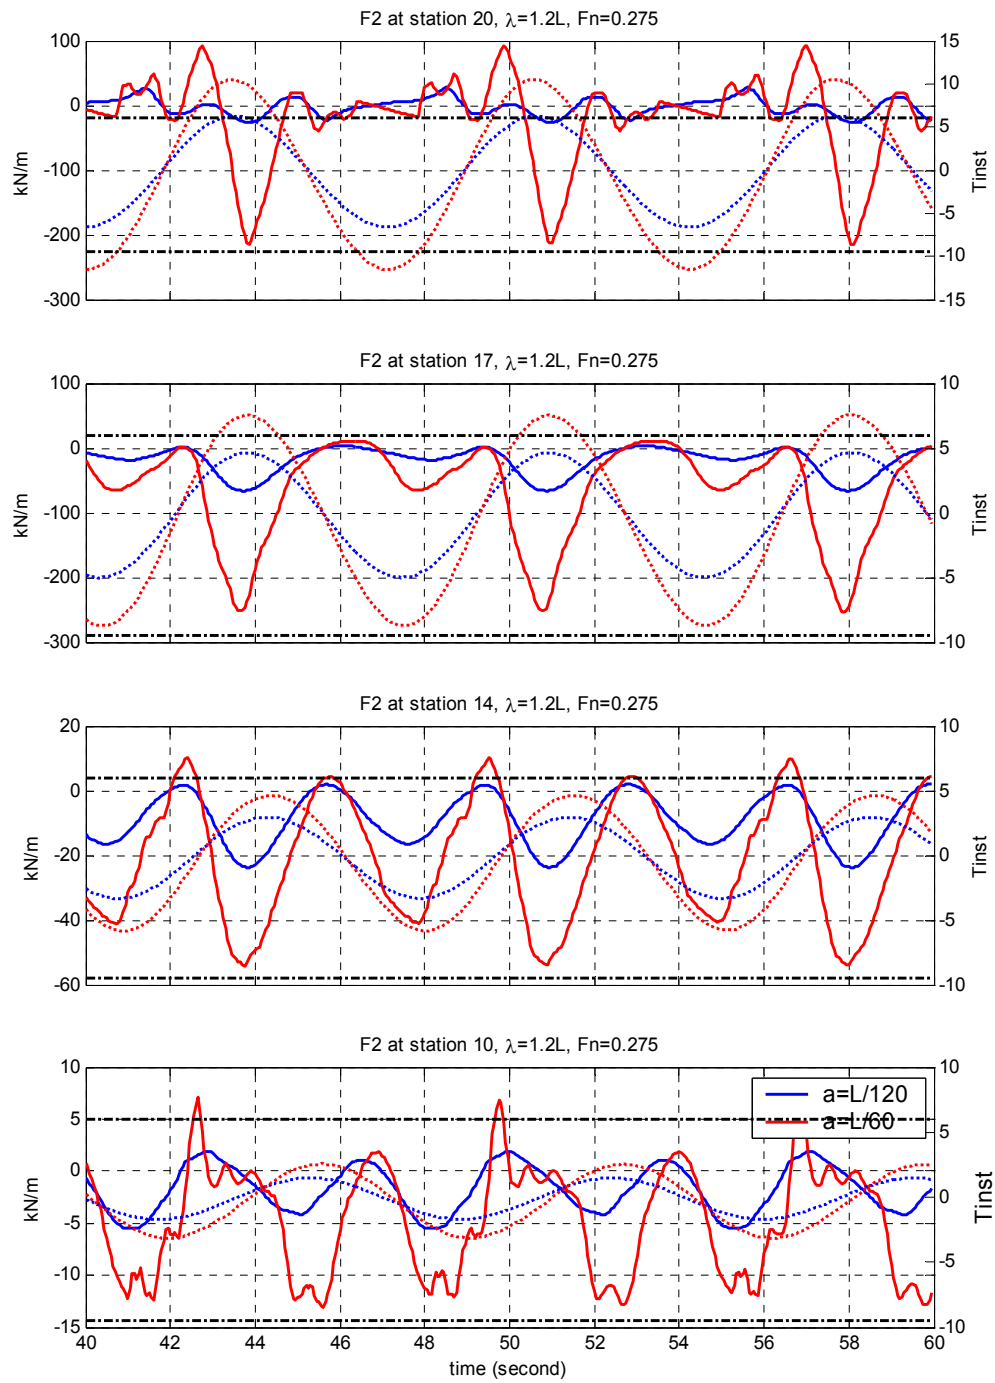 F2 at station 20, λ=1.2L, Fn=0.275
100
0
-100
-200
-300
kN/m
15
10
5
0
-5
-10
-15
Tinst
F2 at station 17, λ=1.2L, Fn=0.275
100
0
-100
-200
-300
kN/m
10
5
0
-5
-10
Tinst
F2 at station 14, λ=1.2L, Fn=0.275
20
0
-20
-40
-60
kN/m
10
5
0
-5
-10
Tinst
F2 at station 10, λ=1.2L, Fn=0.275
10
5
0
-5
-10
-15
kN/m
10
5
0
-5
-10
Tinst
a=L/120
a=L/60
40 42 44 46 48 50 52 54 56 58 60
time (second)